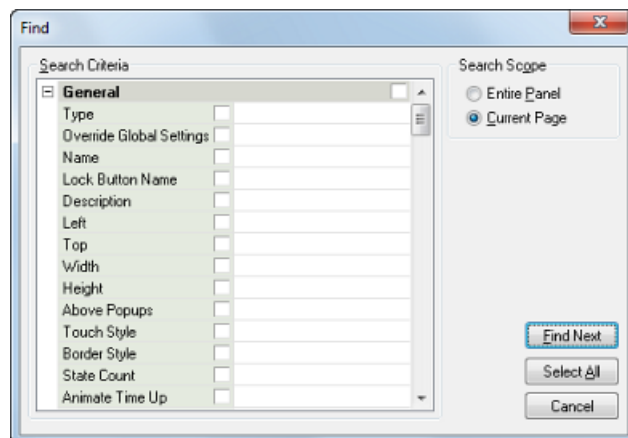 Find
Search Criteria
General
Type
Override Global Settings
Name
Lock Button Name
Description
Left
Top
Width
Height
Above Popups
Touch Style
Border Style
State Count
Animate Time Up
Search Scope
Entire Panel
Current Page
Find Next
Select All
Cancel